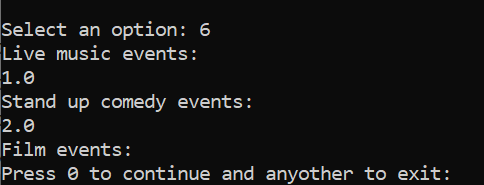 Select an option: 6
Live music events:
1.0
Stand up comedy events:
2.0
Film events:
Press 0 to continue and anyother to exit: